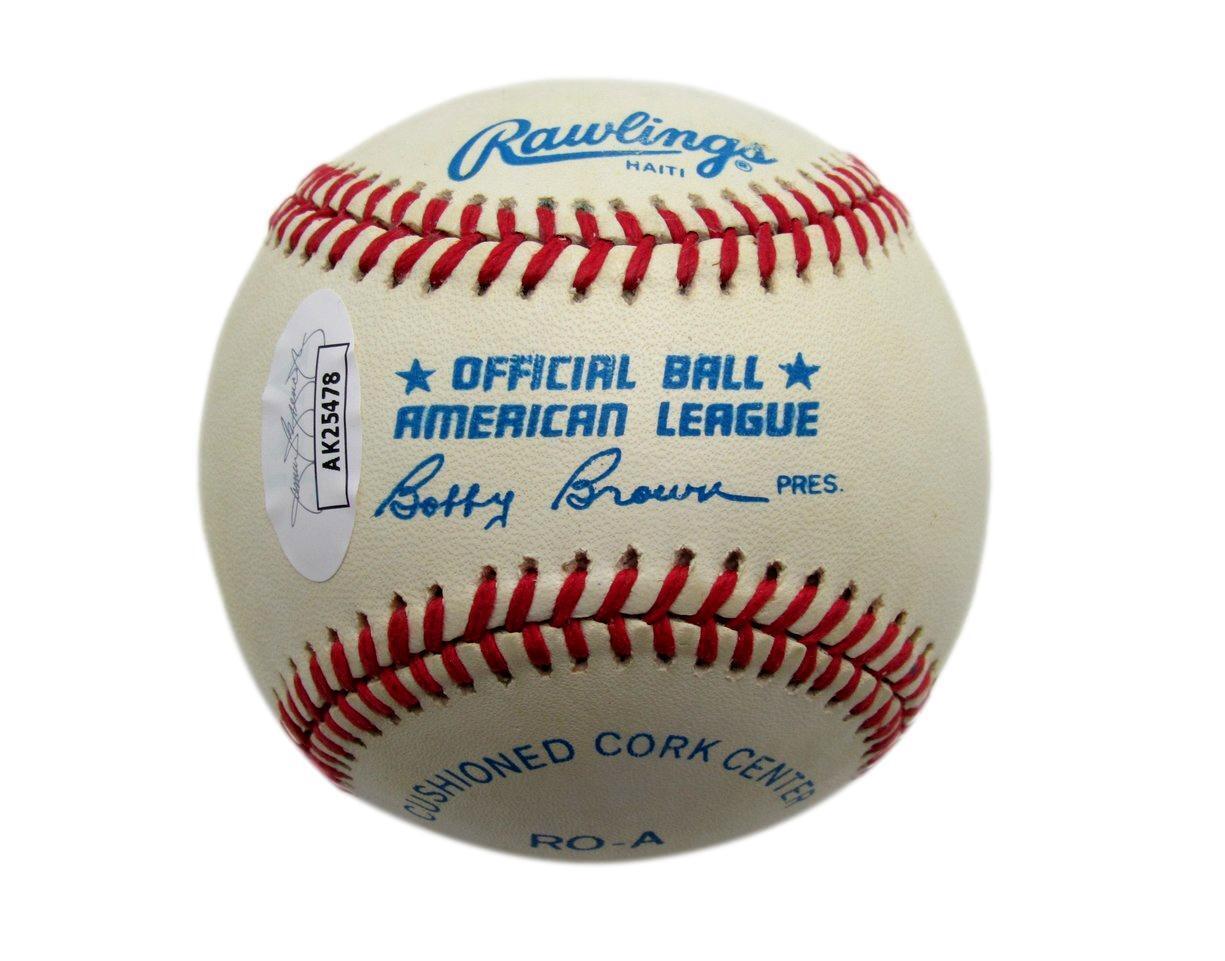 Rawlings®
HAITI
★ OFFICIAL BALL ★
AMERICAN LEAGUE
Bobby Brown PRES.
AK25478
CUSHIONED CORK CENTER
RO-A